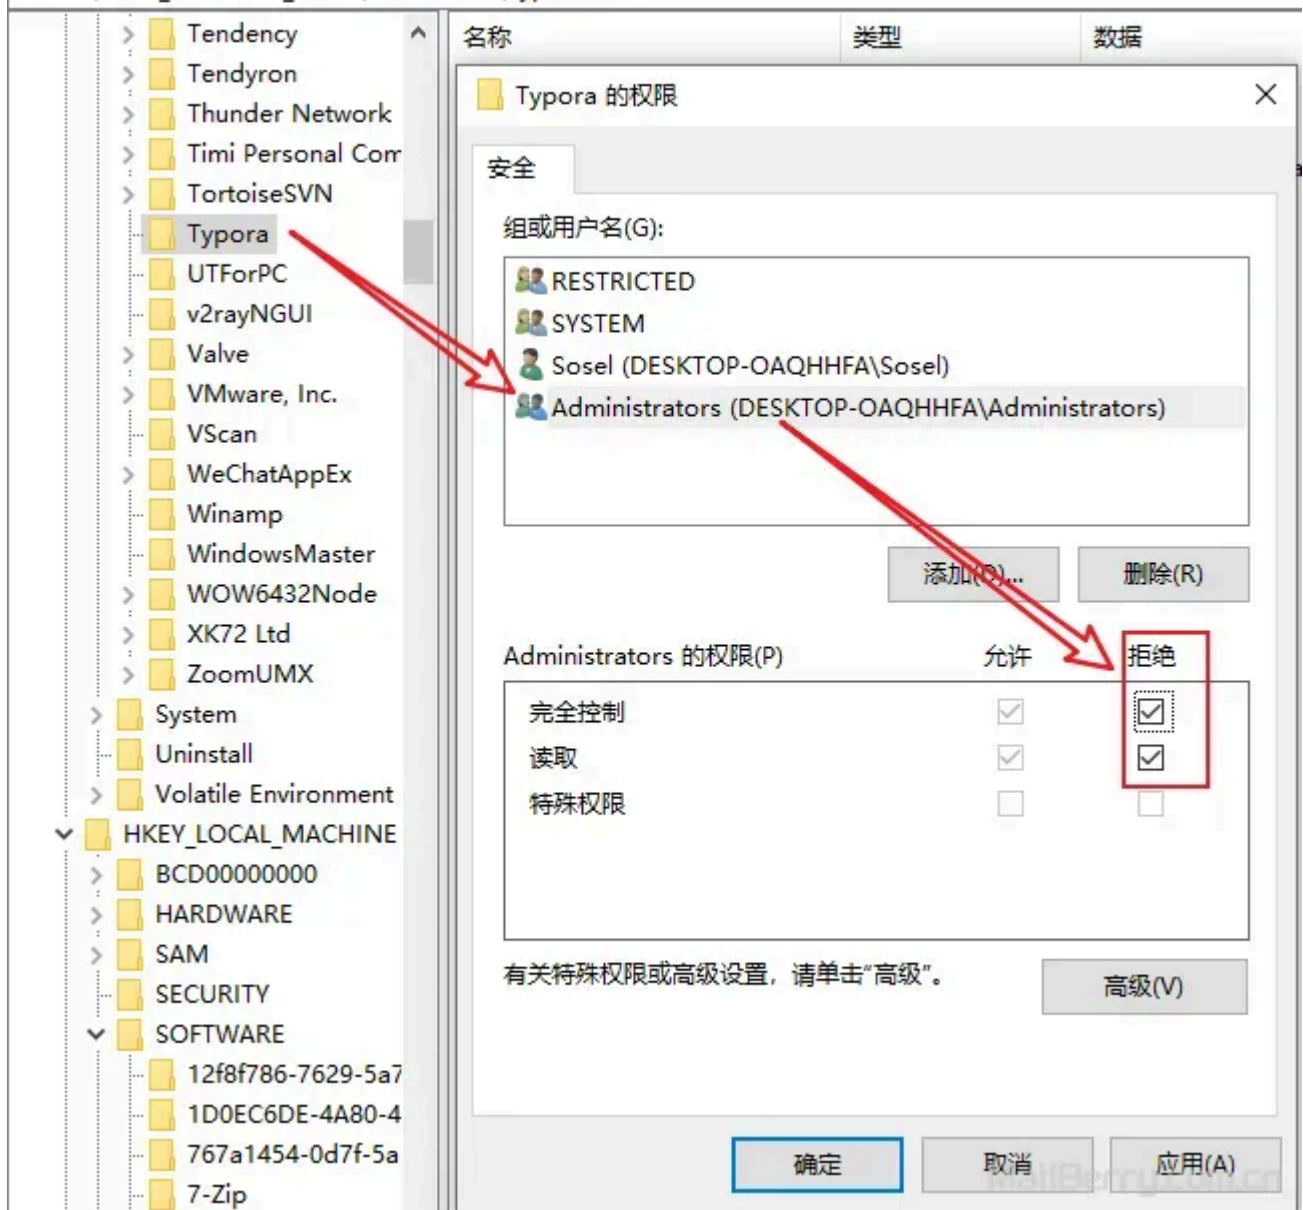 Tendency
Tendyron
Thunder Network
Timi Personal Com
TortoiseSVN
Typora
UTForPC
v2rayNGUI
Valve
VMware, Inc.
VScan
WeChatAppEx
Winamp
WindowsMaster
WOW6432Node
XK72 Ltd
ZoomUMX
System
Uninstall
Volatile Environment
HKEY_LOCAL_MACHINE
BCD00000000
HARDWARE
SAM
SECURITY
SOFTWARE
12f8f786-7629-5a7
1D0EC6DE-4A80-4
767a1454-0d7f-5a
7-Zip
名称 类型 数据
Typora 的权限
安全
组或用户名(G):
RESTRICTED
SYSTEM
Sosel (DESKTOP-OAQHHFA\Sosel)
Administrators (DESKTOP-OAQHHFA\Administrators)
添加(D)... 删除(R)
Administrators 的权限(P) 允许 拒绝
完全控制
读取
特殊权限
有关特殊权限或高级设置，请单击“高级”。
高级(V)
确定 取消 应用(A)
MailBerry.com.cn